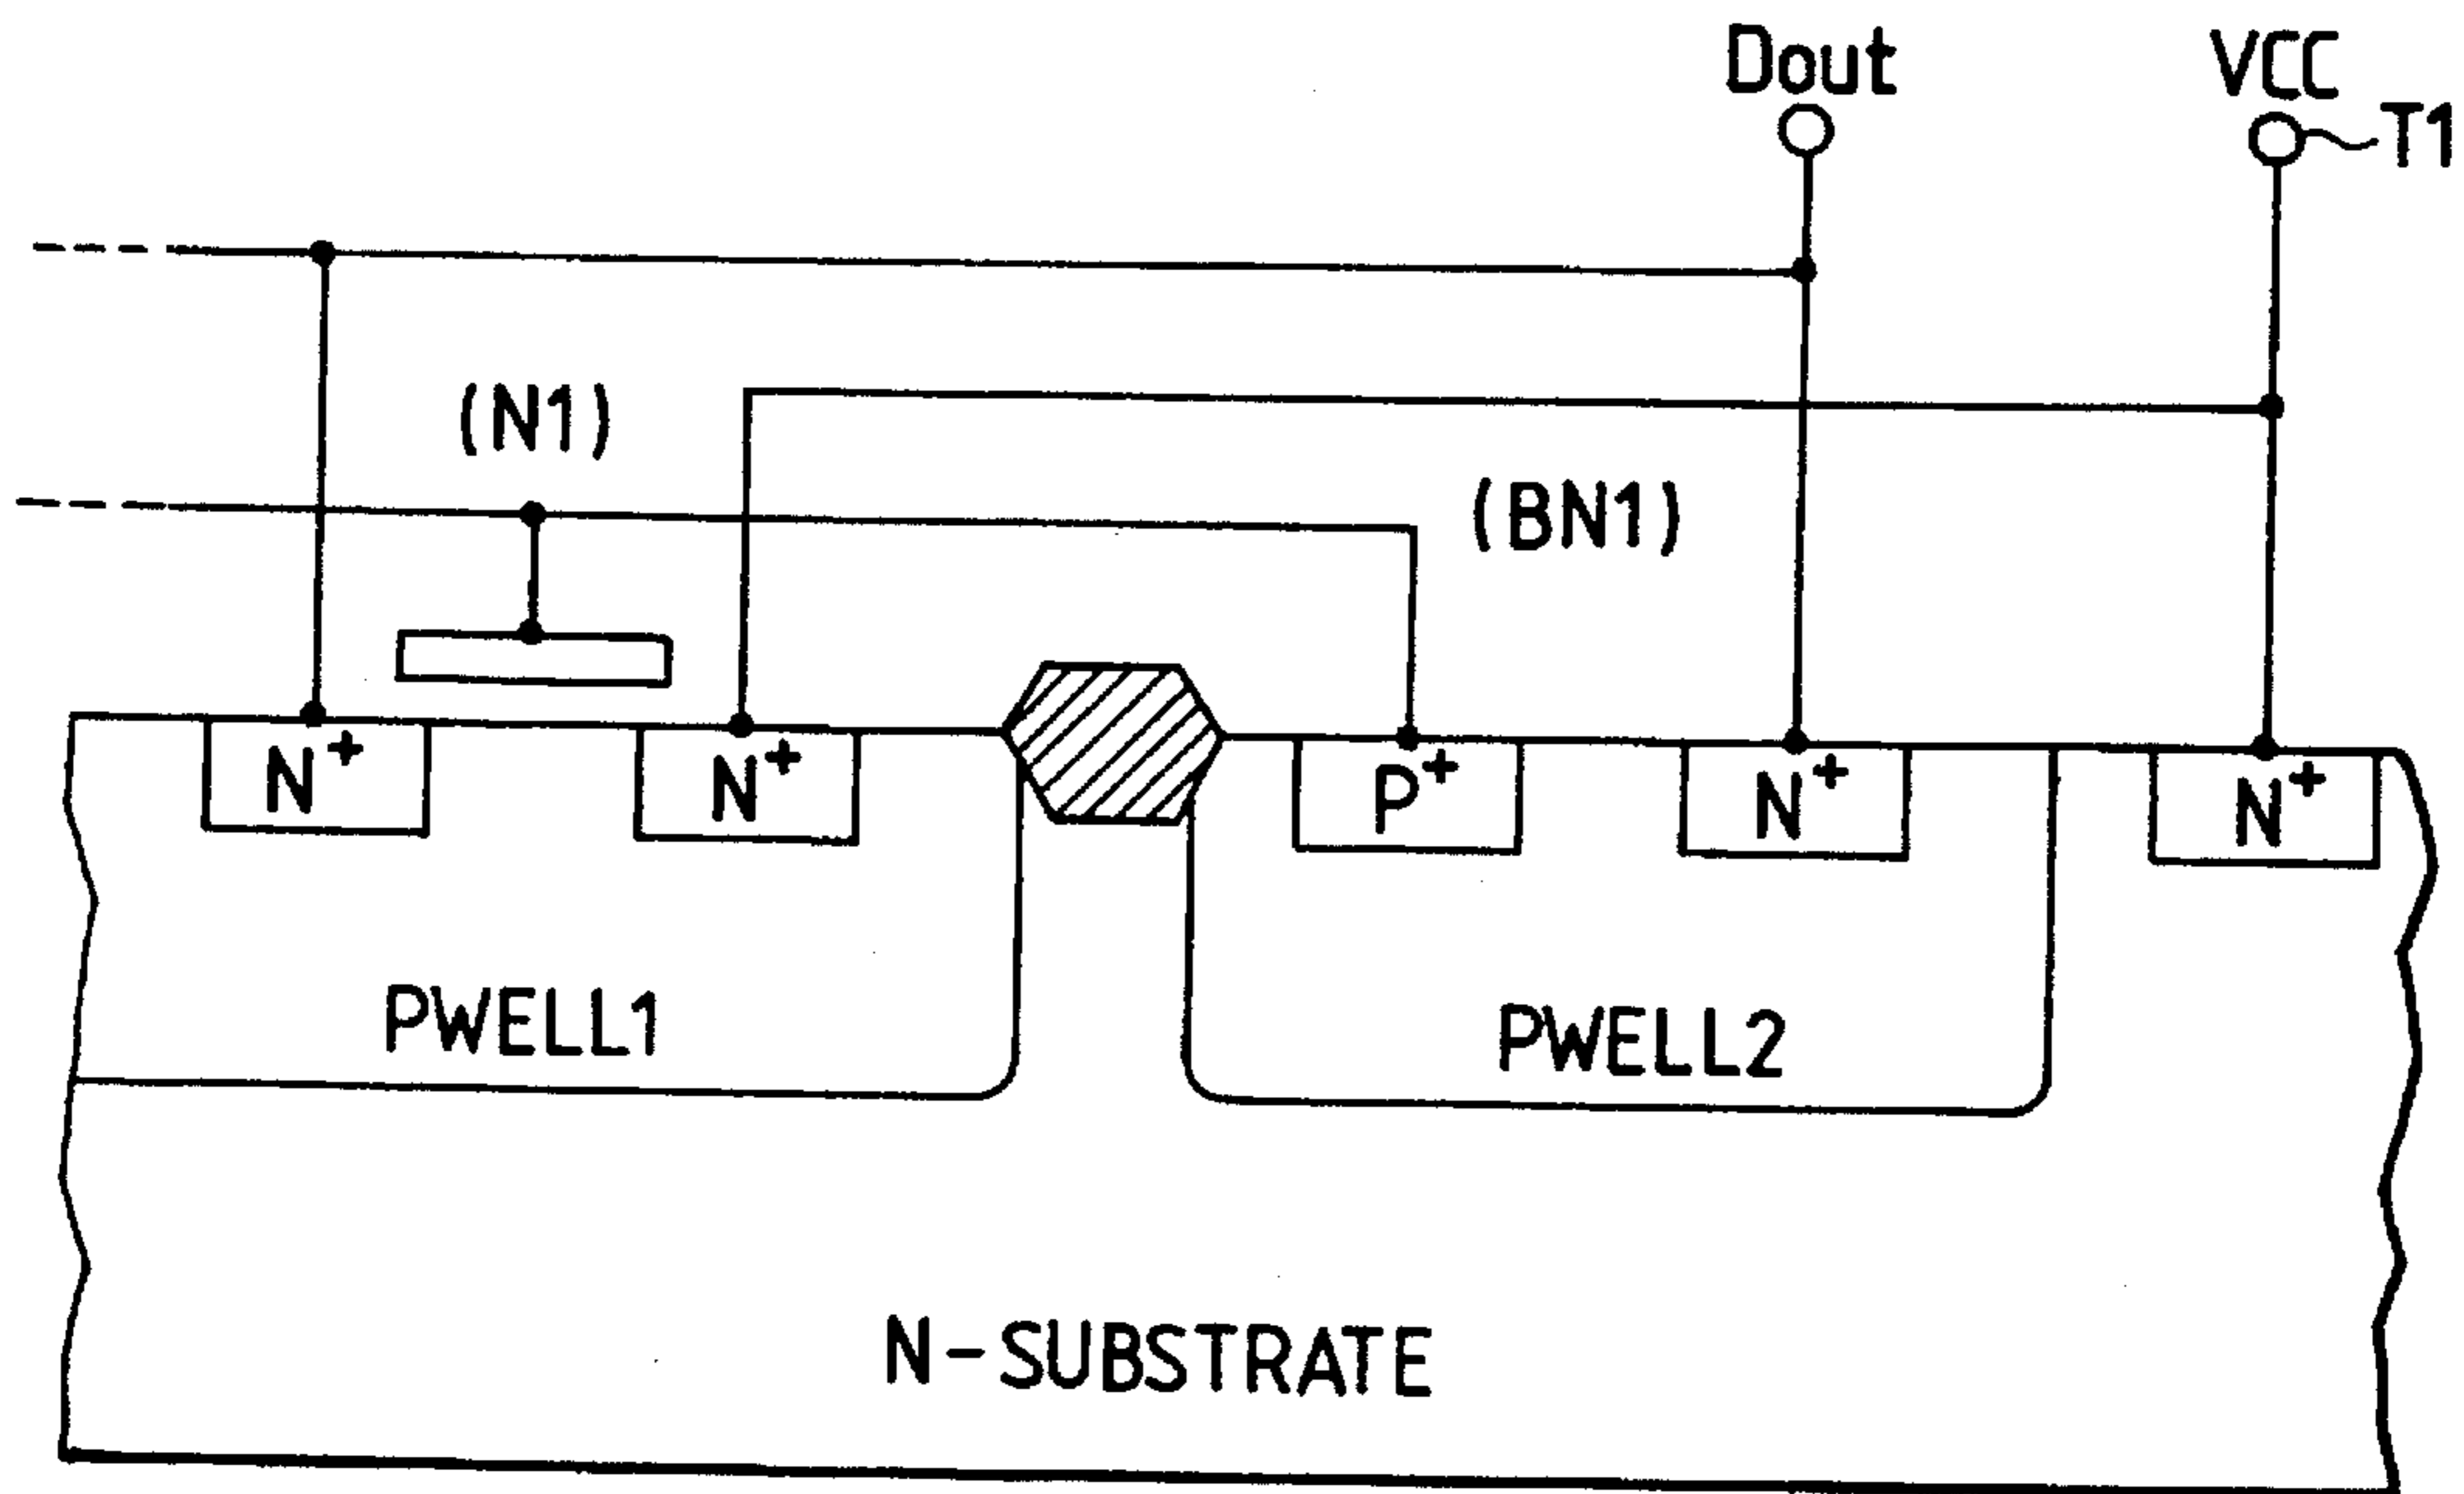 Dout
VCC
T1
(N1)
(BN1)
N+
N+
P+
N+
N+
PWELL1
PWELL2
N-SUBSTRATE